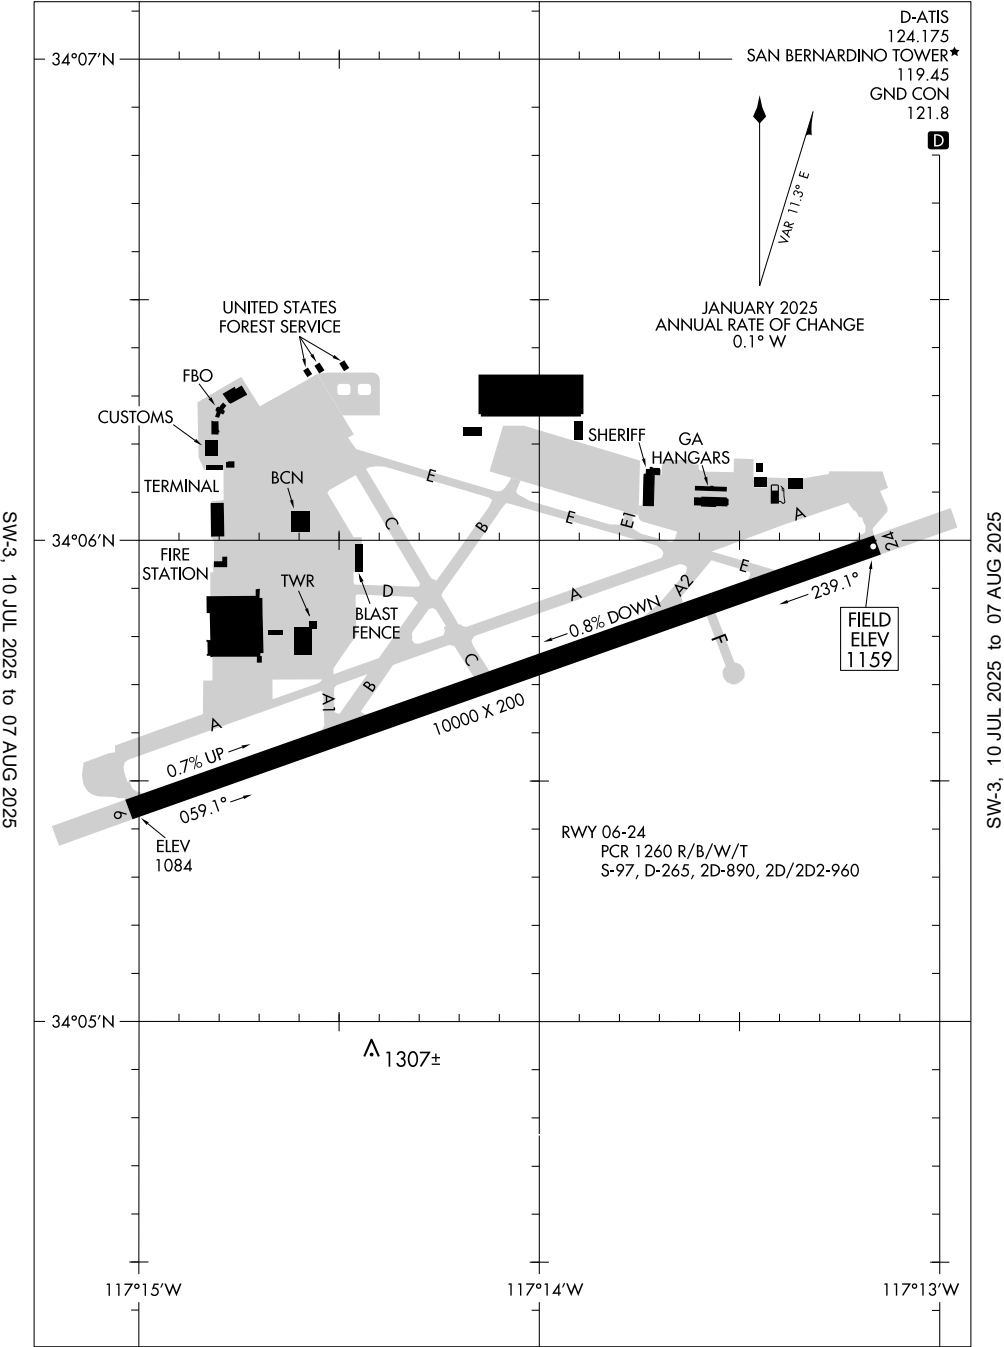 D-ATIS
124.175
SAN BERNARDINO TOWER★
119.45
GND CON
121.8
D
34°07'N
VAR 11.3° E
JANUARY 2025
ANNUAL RATE OF CHANGE
0.1° W
UNITED STATES
FOREST SERVICE
FBO
CUSTOMS
TERMINAL
BCN
SHERIFF
GA
HANGARS
E
C
B
E
E1
A
34°06'N
FIRE
STATION
TWR
BLAST
FENCE
D
A
A2
E
24
239.1°
0.8% DOWN
FIELD
ELEV
1159
F
C
B
A1
A
10000 X 200
0.7% UP
059.1°
6
ELEV
1084
RWY 06-24
PCR 1260 R/B/W/T
S-97, D-265, 2D-890, 2D/2D2-960
34°05'N
1307±
117°15'W
117°14'W
117°13'W
SW-3, 10 JUL 2025 to 07 AUG 2025
SW-3, 10 JUL 2025 to 07 AUG 2025